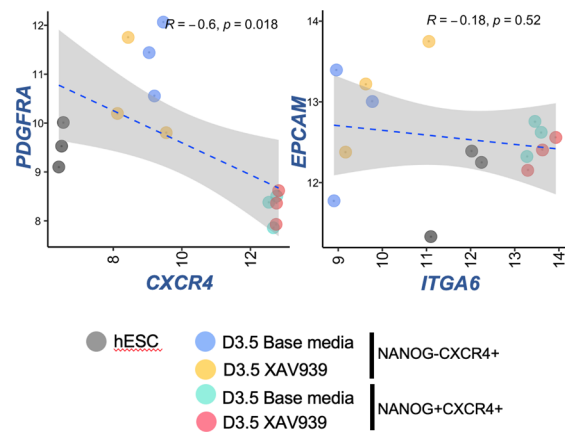 R = −0.6, p = 0.018
PDGFRA
12
11
10
9
8
8
10
12
CXCR4
R = −0.18, p = 0.52
EPCAM
14
13
12
9
10
11
12
13
14
ITGA6
hESC
D3.5 Base media
D3.5 XAV939
NANOG-CXCR4+
D3.5 Base media
D3.5 XAV939
NANOG+CXCR4+